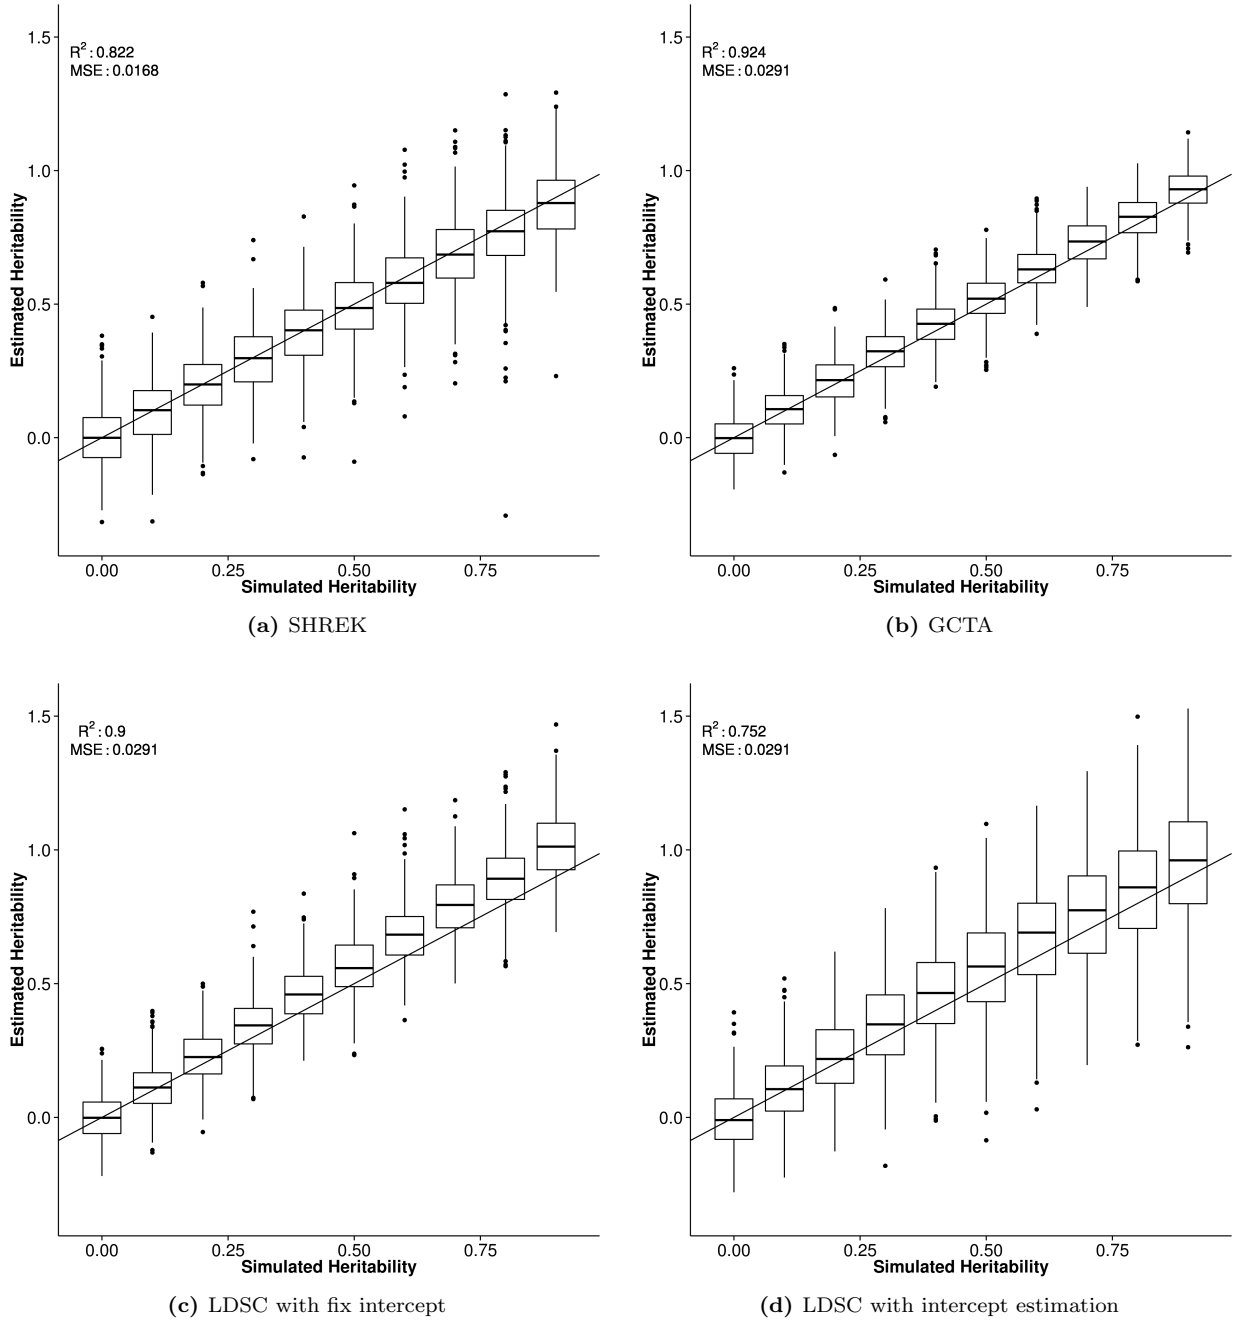 1.5
1.0
0.5
0.0
R2:0.822
MSE:0.0168
Estimated Heritability
0.00 0.25 0.50 0.75
Simulated Heritability
(a) SHREK
1.5
1.0
0.5
0.0
R2:0.924
MSE:0.0291
Estimated Heritability
0.00 0.25 0.50 0.75
Simulated Heritability
(b) GCTA
1.5
1.0
0.5
0.0
R2:0.9
MSE:0.0291
Estimated Heritability
0.00 0.25 0.50 0.75
Simulated Heritability
(c) LDSC with fix intercept
1.5
1.0
0.5
0.0
R2:0.752
MSE:0.0291
Estimated Heritability
0.00 0.25 0.50 0.75
Simulated Heritability
(d) LDSC with intercept estimation